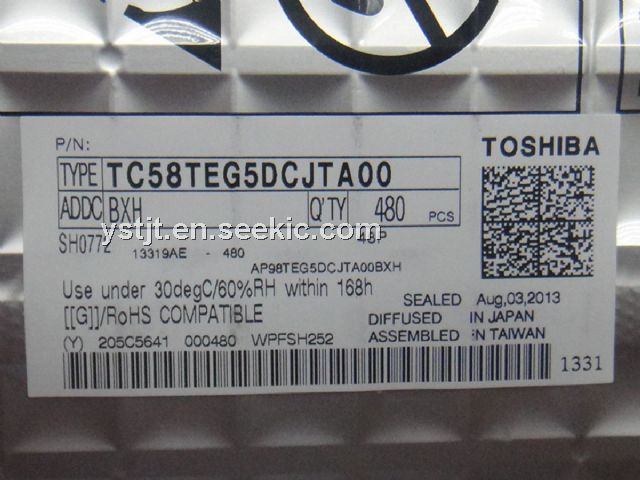 P/N:
TOSHIBA
TYPE TC58TEG5DCJTA00
ADDC BXH Q'TY 480 PCS
ystjt.en.seekic.com
SH077Z 13319AE - 480 43P
AP98TEG5DCJTA00BXH
Use under 30degC/60%RH within 168h
SEALED Aug,03,2013
[[G]]/RoHS COMPATIBLE
DIFFUSED IN JAPAN
(Y) 205C5641 000480 WPFSH252
ASSEMBLED IN TAIWAN
1331